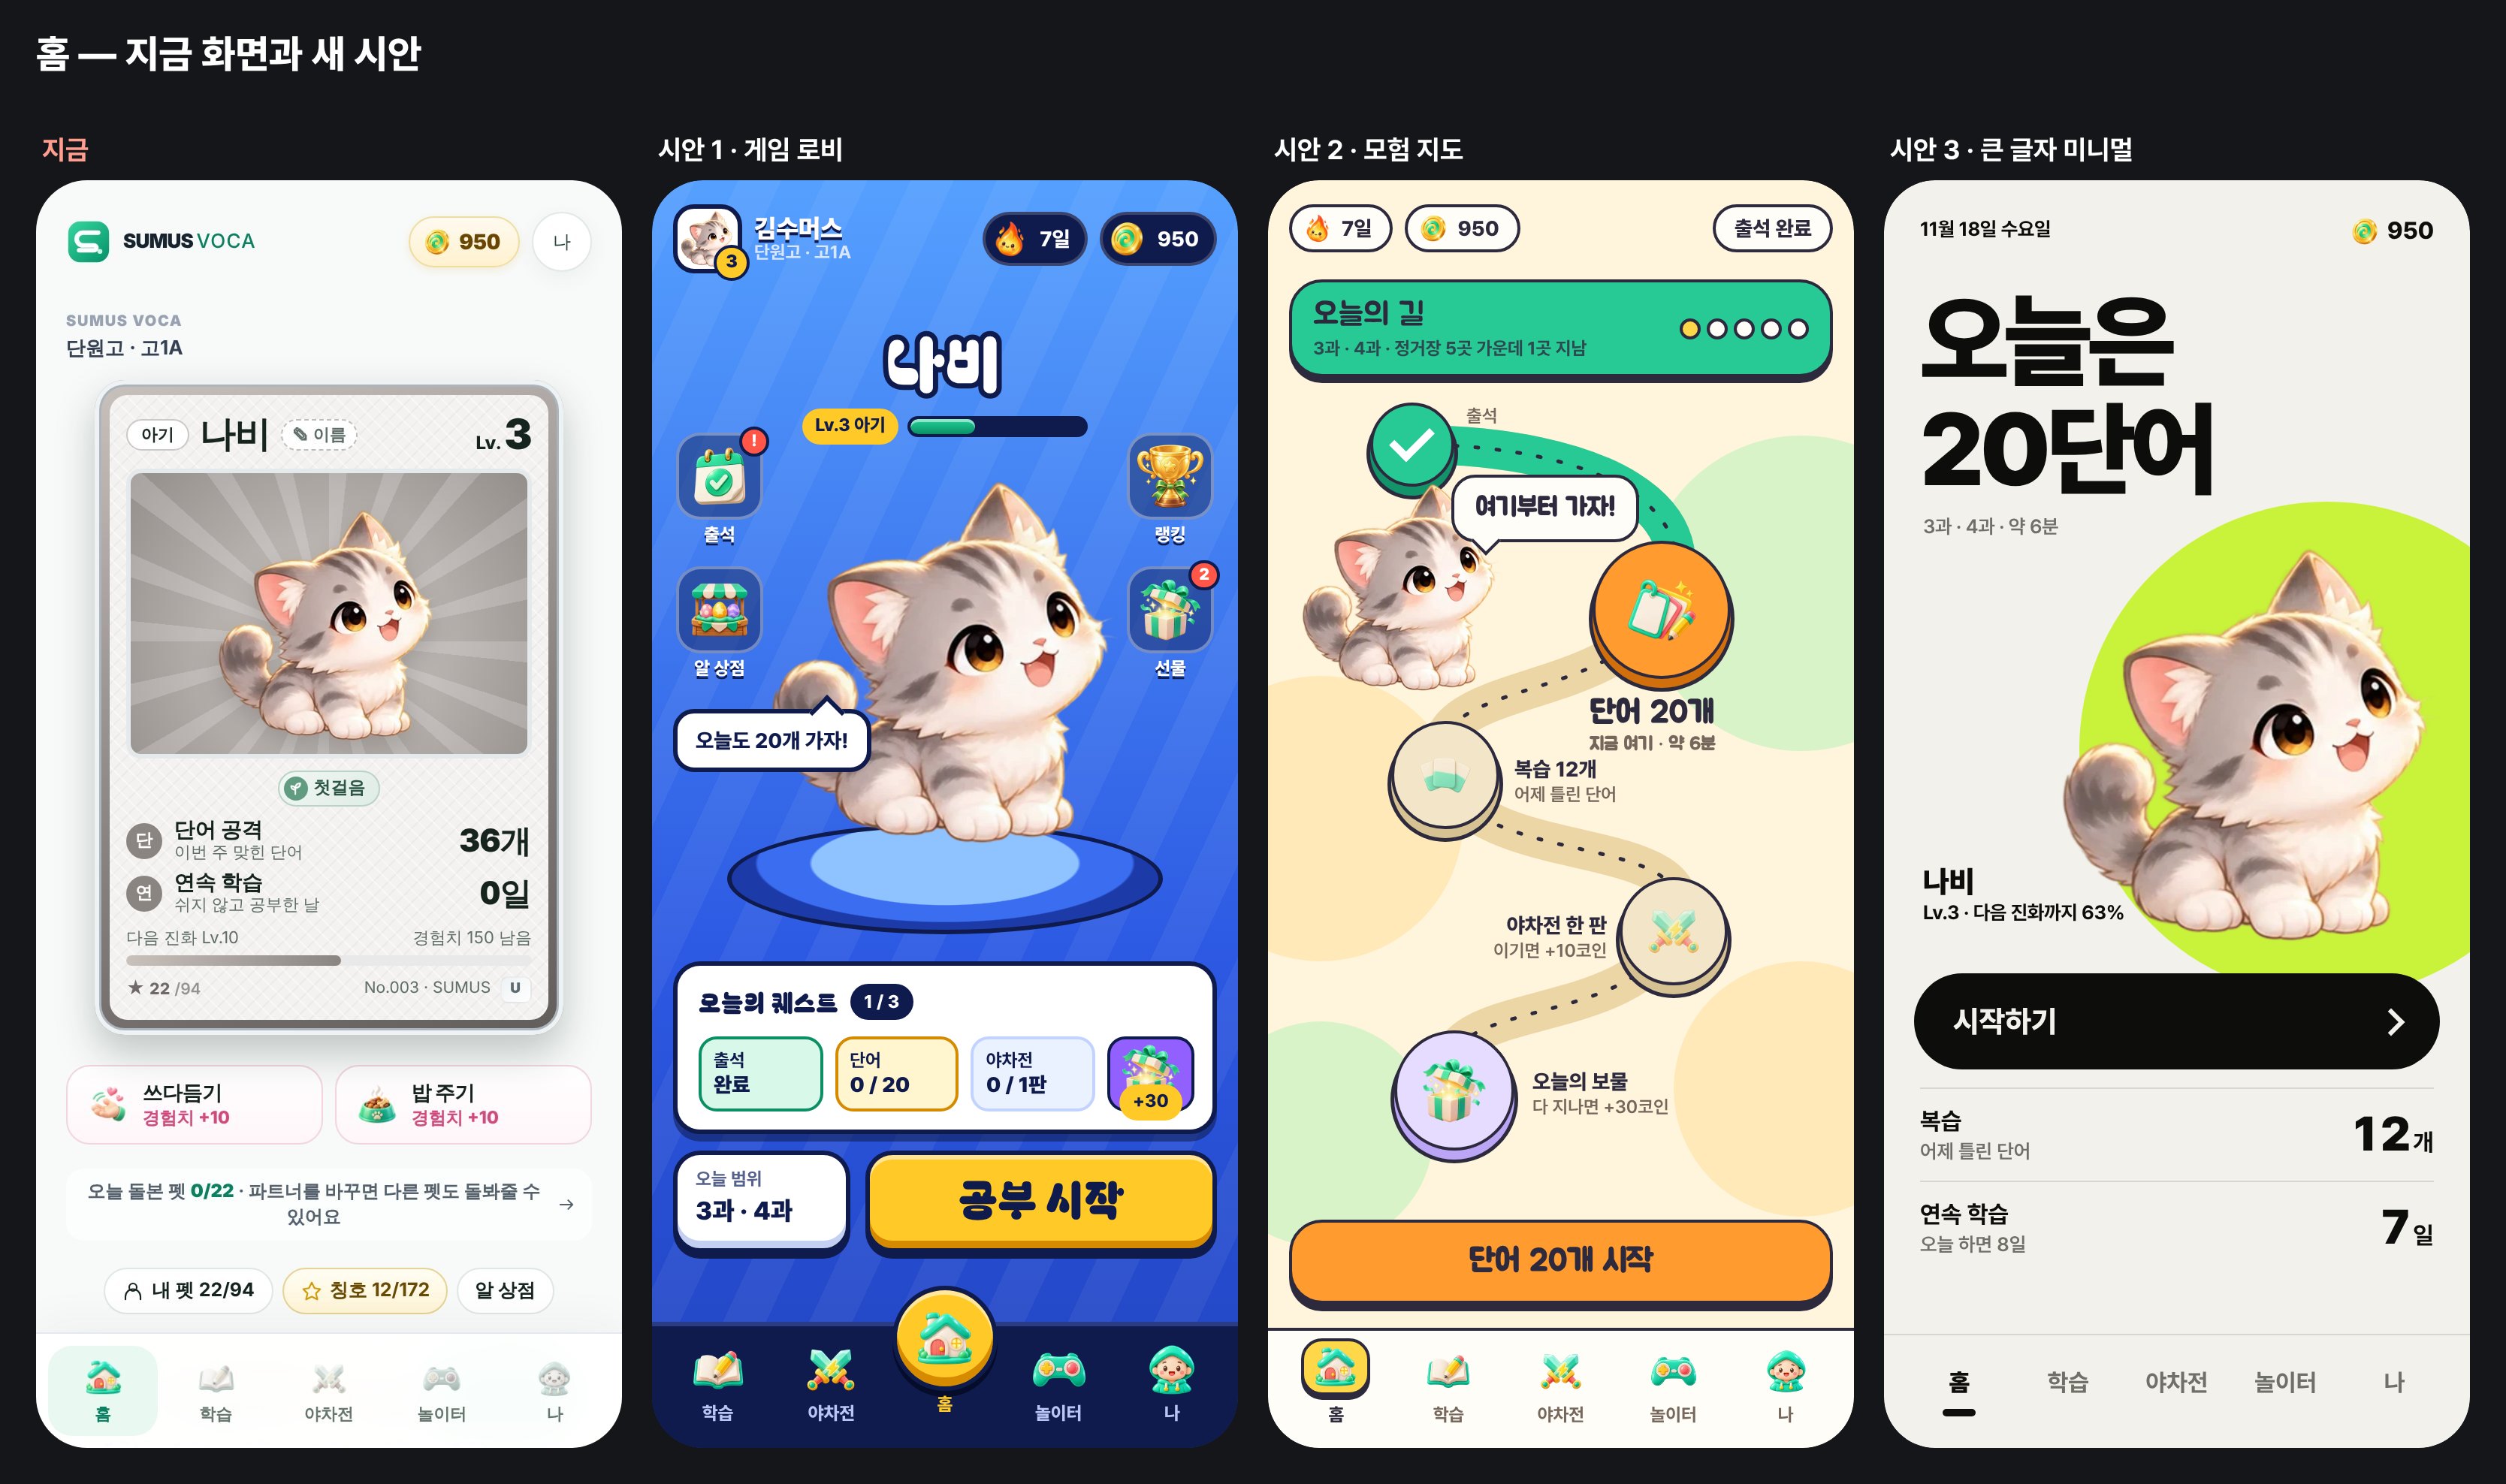 홈 — 지금 화면과 새 시안
지금
SUMUS VOCA
950
나
SUMUS VOCA
단원고 · 고1A
아기
나비
이름
Lv.3
첫걸음
단
단어 공격
이번 주 맞힌 단어
36개
연
연속 학습
쉬지 않고 공부한 날
0일
다음 진화 Lv.10
경험치 150 남음
★ 22 /94
No.003 · SUMUS
U
쓰다듬기
경험치 +10
밥 주기
경험치 +10
오늘 돌본 펫 0/22 · 파트너를 바꾸면 다른 펫도 돌봐줄 수
있어요
→
내 펫 22/94
칭호 12/172
알 상점
홈
학습
야차전
놀이터
나
시안 1 · 게임 로비
3
김수머스
단원고 · 고1A
7일
950
나비
Lv.3 아기
!
출석
랭킹
알 상점
2
선물
오늘도 20개 가자!
오늘의 퀘스트
1 / 3
출석
완료
단어
0 / 20
야차전
0 / 1판
+30
오늘 범위
3과 · 4과
공부 시작
학습
야차전
홈
놀이터
나
시안 2 · 모험 지도
7일
950
출석 완료
오늘의 길
3과 · 4과 · 정거장 5곳 가운데 1곳 지남
출석
여기부터 가자!
단어 20개
지금 여기 · 약 6분
복습 12개
어제 틀린 단어
야차전 한 판
이기면 +10코인
오늘의 보물
다 지나면 +30코인
단어 20개 시작
홈
학습
야차전
놀이터
나
시안 3 · 큰 글자 미니멀
11월 18일 수요일
950
오늘은
20단어
3과 · 4과 · 약 6분
나비
Lv.3 · 다음 진화까지 63%
시작하기
복습
어제 틀린 단어
12개
연속 학습
오늘 하면 8일
7일
홈
학습
야차전
놀이터
나